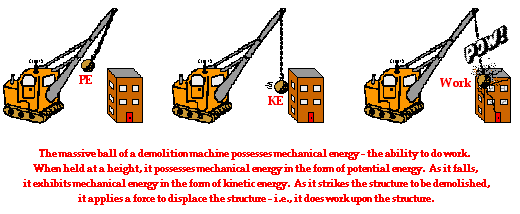 POW!
PE
KE
Work
The massive ball of a demolition machine possesses mechanical energy - the ability to do work.
When held at a height, it possesses mechanical energy in the form of potential energy. As it falls,
it exhibits mechanical energy in the form of kinetic energy. As it strikes the structure to be demolished,
it applies a force to displace the structure - i.e., it does work upon the structure.